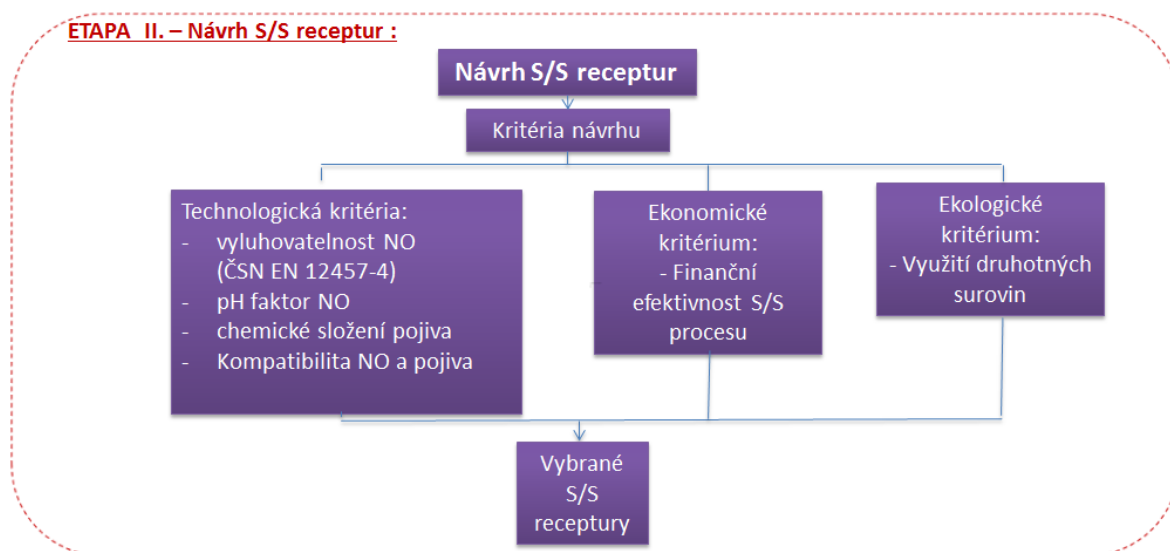 ETAPA II. – Návrh S/S receptur :
Návrh S/S receptur
Kritéria návrhu
Technologická kritéria:
- vyluhovatelnost NO
(ČSN EN 12457-4)
- pH faktor NO
- chemické složení pojiva
- Kompatibilita NO a pojiva
Ekonomické
kritérium:
- Finanční
efektivnost S/S
procesu
Ekologické
kritérium:
- Využití druhotných
surovin
Vybrané
S/S
receptury